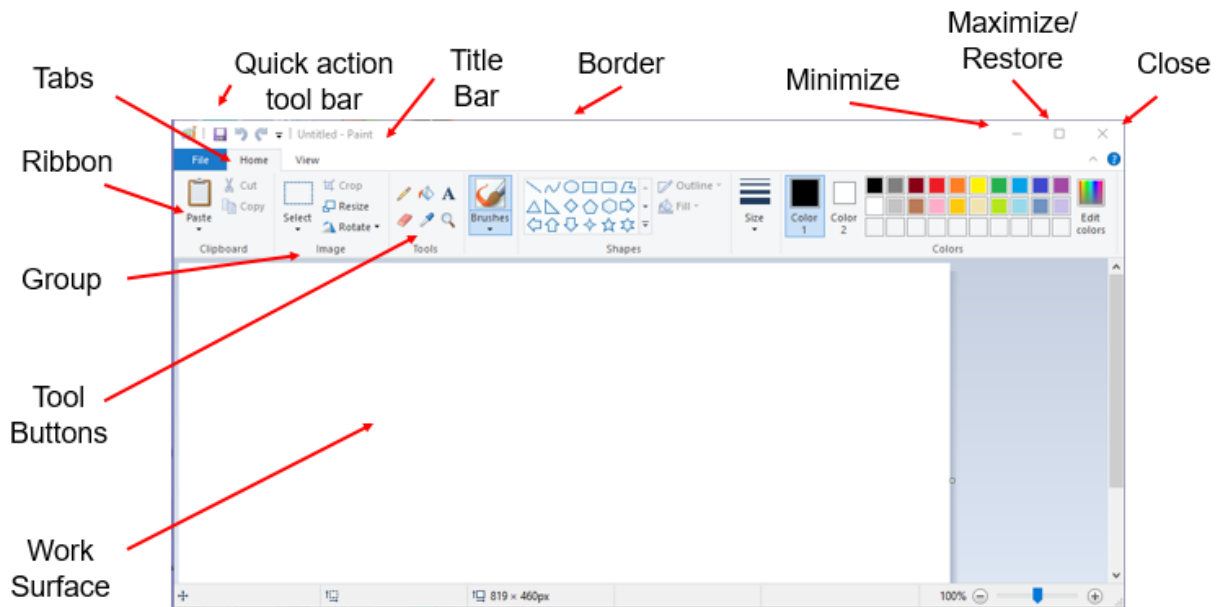 Tabs
Quick action
tool bar
Title
Bar
Border
Minimize
Maximize/
Restore
Close
Ribbon
Group
Tool
Buttons
Work
Surface
Untitled - Paint
File Home View
Paste
Cut
Copy
Clipboard
Select
Crop
Resize
Rotate
Image
A
Tools
Brushes
Outline
Fill
Shapes
Size
Color
1
Color
2
Edit
colors
Colors
819 × 460px
100%